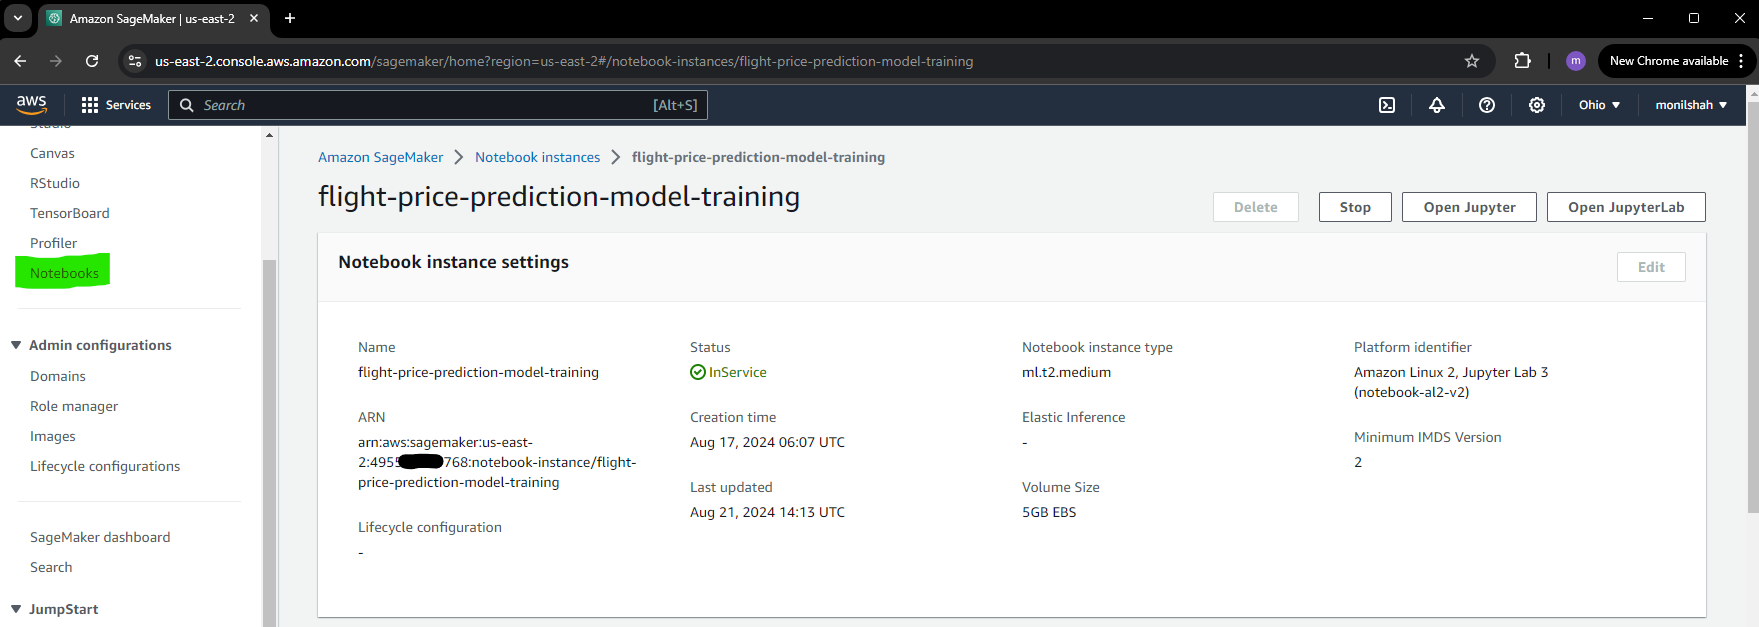 Amazon SageMaker | us-east-2
us-east-2.console.aws.amazon.com/sagemaker/home?region=us-east-2#/notebook-instances/flight-price-prediction-model-training
m
New Chrome available
aws
Services
Search
[Alt+S]
Ohio
monilshah
Studio
Canvas
RStudio
TensorBoard
Profiler
Notebooks
Admin configurations
Domains
Role manager
Images
Lifecycle configurations
SageMaker dashboard
Search
JumpStart
Amazon SageMaker > Notebook instances > flight-price-prediction-model-training
flight-price-prediction-model-training
Delete
Stop
Open Jupyter
Open JupyterLab
Notebook instance settings
Edit
Name
flight-price-prediction-model-training
ARN
arn:aws:sagemaker:us-east-
2:495 768:notebook-instance/flight-
price-prediction-model-training
Lifecycle configuration
-
Status
InService
Creation time
Aug 17, 2024 06:07 UTC
Last updated
Aug 21, 2024 14:13 UTC
Notebook instance type
ml.t2.medium
Elastic Inference
-
Volume Size
5GB EBS
Platform identifier
Amazon Linux 2, Jupyter Lab 3
(notebook-al2-v2)
Minimum IMDS Version
2